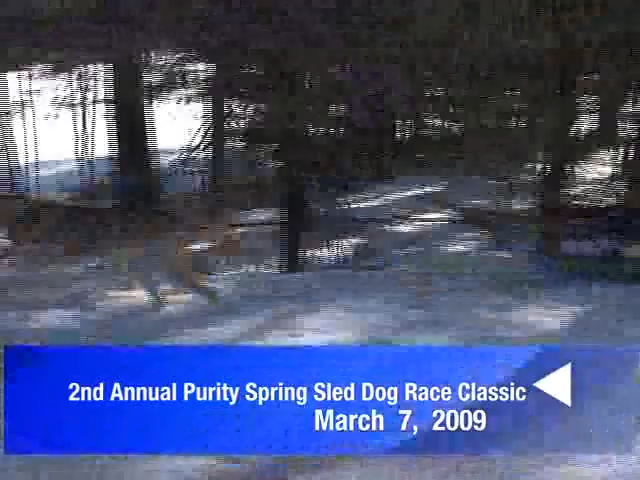 2nd Annual Purity Spring Sled Dog Race Classic
March 7, 2009